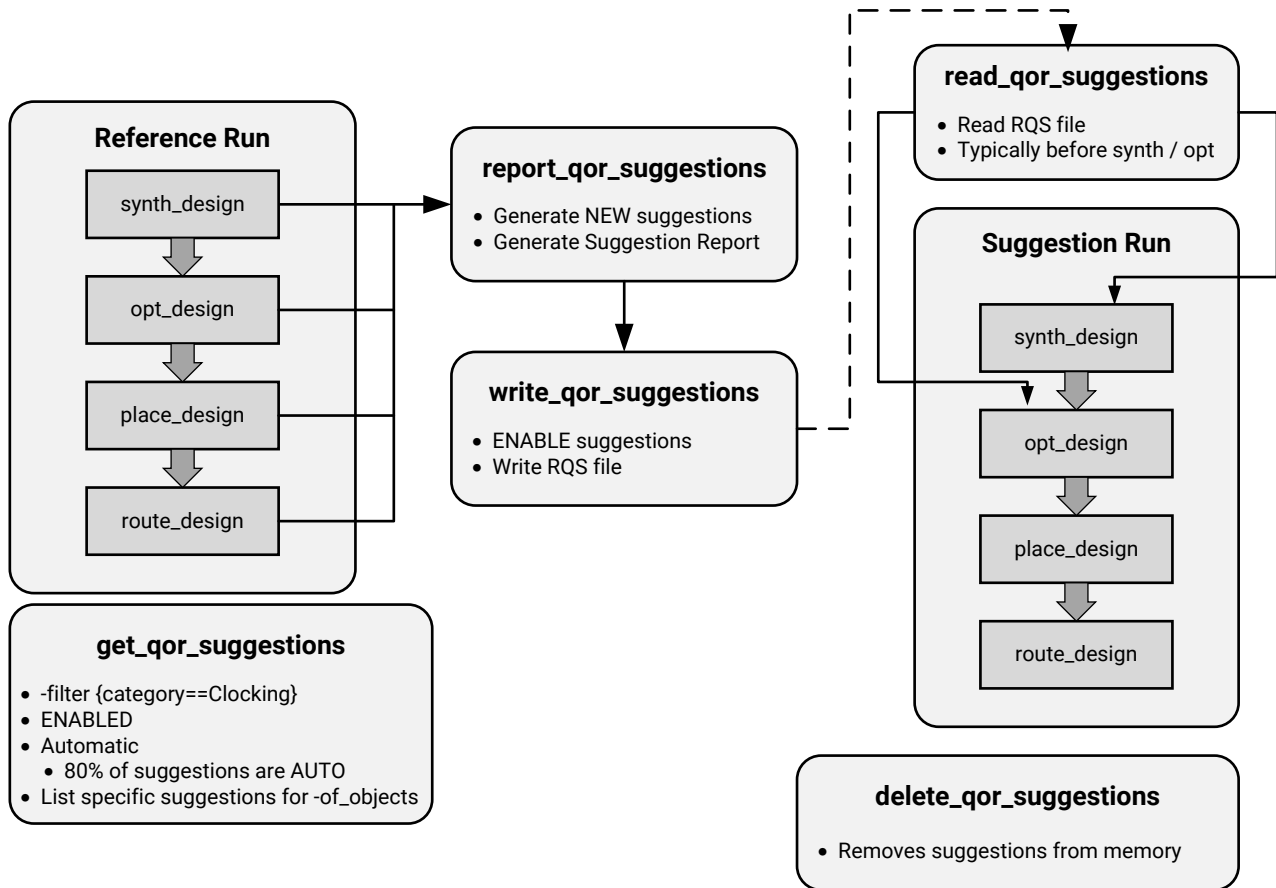 Reference Run
synth_design
opt_design
place_design
route_design
report_qor_suggestions
• Generate NEW suggestions
• Generate Suggestion Report
write_qor_suggestions
• ENABLE suggestions
• Write RQS file
read_qor_suggestions
• Read RQS file
• Typically before synth / opt
Suggestion Run
synth_design
opt_design
place_design
route_design
get_qor_suggestions
• -filter {category==Clocking}
• ENABLED
• Automatic
• 80% of suggestions are AUTO
• List specific suggestions for -of_objects
delete_qor_suggestions
• Removes suggestions from memory